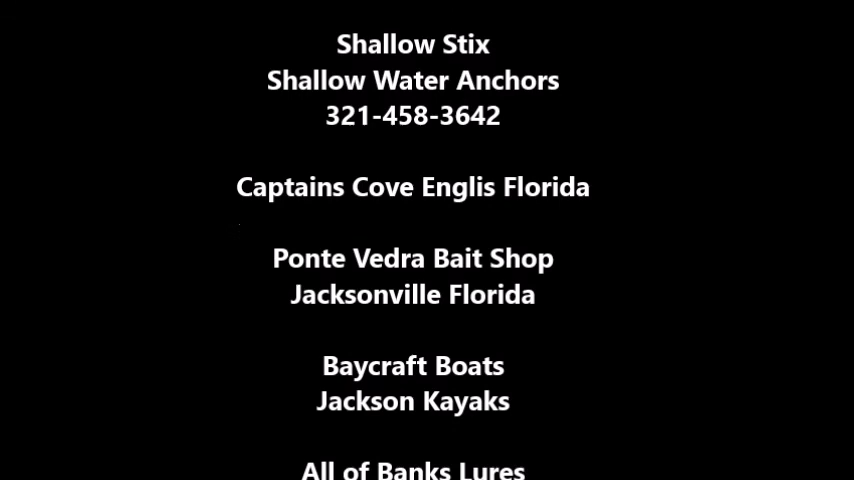 Shallow Stix
Shallow Water Anchors
321-458-3642
Captains Cove Englis Florida
Ponte Vedra Bait Shop
Jacksonville Florida
Baycraft Boats
Jackson Kayaks
All of Banks Lures